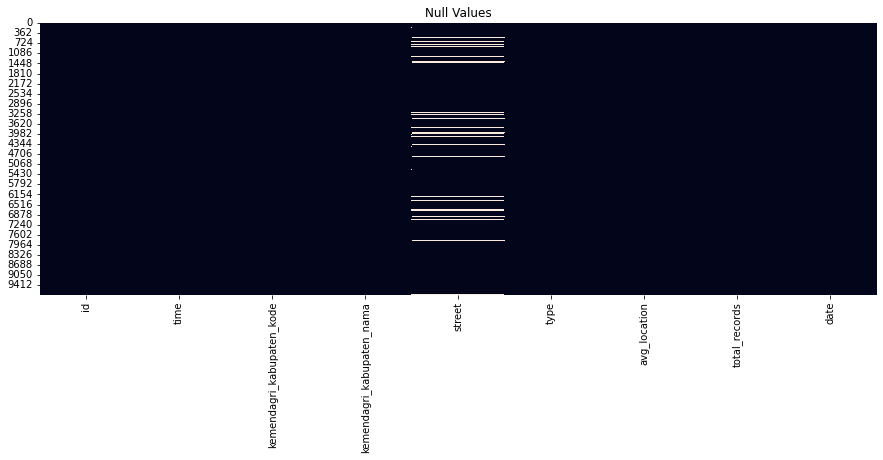 Null Values
0
362
724
1086
1448
1810
2172
2534
2896
3258
3620
3982
4344
4706
5068
5430
5792
6154
6516
6878
7240
7602
7964
8326
8688
9050
9412
id
time
kemendagri_kabupaten_kode
kemendagri_kabupaten_nama
street
type
avg_location
total_records
date